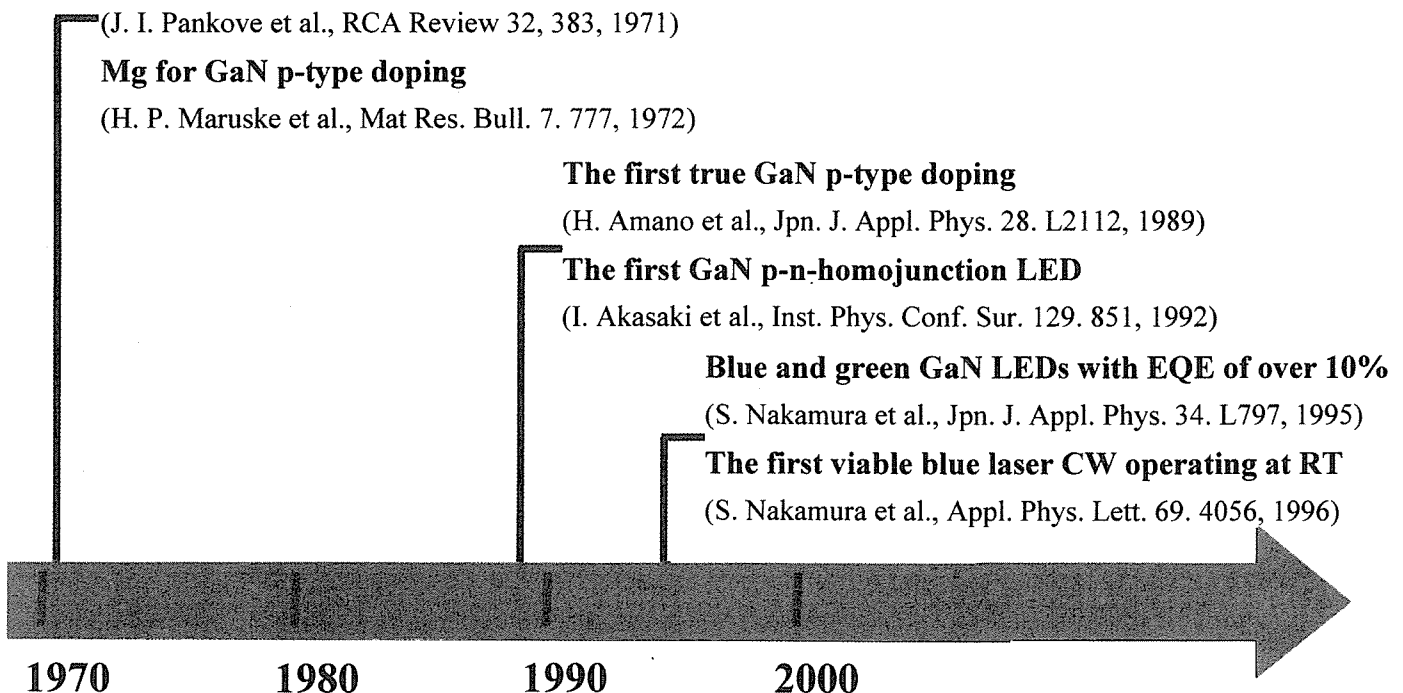 (J. I. Pankove et al., RCA Review 32, 383, 1971)
Mg for GaN p-type doping
(H. P. Maruske et al., Mat Res. Bull. 7. 777, 1972)
The first true GaN p-type doping
(H. Amano et al., Jpn. J. Appl. Phys. 28. L2112, 1989)
The first GaN p-n-homojunction LED
(I. Akasaki et al., Inst. Phys. Conf. Sur. 129. 851, 1992)
Blue and green GaN LEDs with EQE of over 10%
(S. Nakamura et al., Jpn. J. Appl. Phys. 34. L797, 1995)
The first viable blue laser CW operating at RT
(S. Nakamura et al., Appl. Phys. Lett. 69. 4056, 1996)
1970 1980 1990 2000